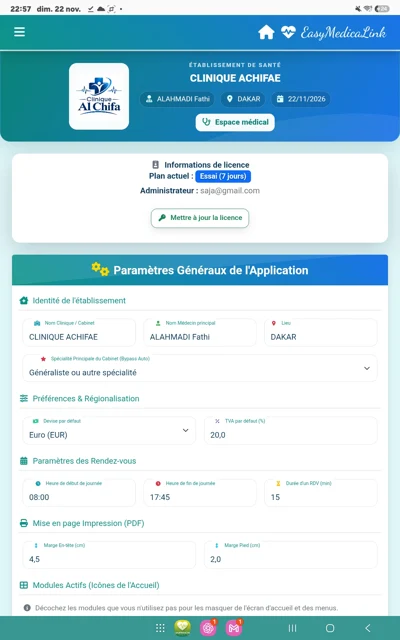 22:57 dim. 22 nov.
EasyMedicaLink
ÉTABLISSEMENT DE SANTÉ
CLINIQUE ACHIFAE
Clinique
Al Chifa
ALAHMADI Fathi
DAKAR
22/11/2026
Espace médical
Informations de licence
Plan actuel : Essai (7 jours)
Administrateur : saja@gmail.com
Mettre à jour la licence
Paramètres Généraux de l'Application
Identité de l'établissement
Nom Clinique / Cabinet
Nom Médecin principal
Lieu
CLINIQUE ACHIFAE
ALAHMADI Fathi
DAKAR
Spécialité Principale du Cabinet (Bypass Auto)
Généraliste ou autre spécialité
Préférences & Régionalisation
Devise par défaut
TVA par défaut (%)
Euro (EUR)
20,0
Paramètres des Rendez-vous
Heure de début de journée
Heure de fin de journée
Durée d'un RDV (min)
08:00
17:45
15
Mise en page Impression (PDF)
Marge En-tête (cm)
Marge Pied (cm)
4,5
2,0
Modules Actifs (Icônes de l'Accueil)
Décochez les modules que vous n'utilisez pas pour les masquer de l'écran d'accueil et des menus.